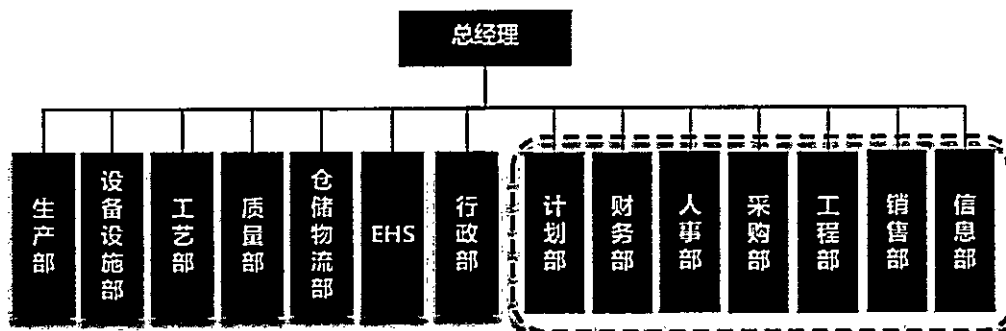 总经理
生产部
设备设施部
工艺部
质量部
仓储物流部
EHS
行政部
计划部
财务部
人事部
采购部
工程部
销售部
信息部